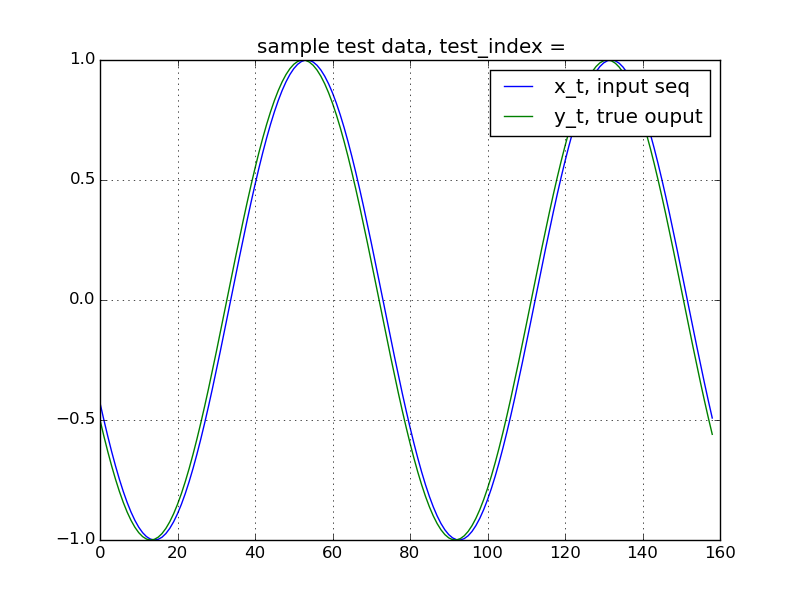 sample test data, test_index =
x_t, input seq
y_t, true ouput
1.0
0.5
0.0
−0.5
−1.0
0 20 40 60 80 100 120 140 160